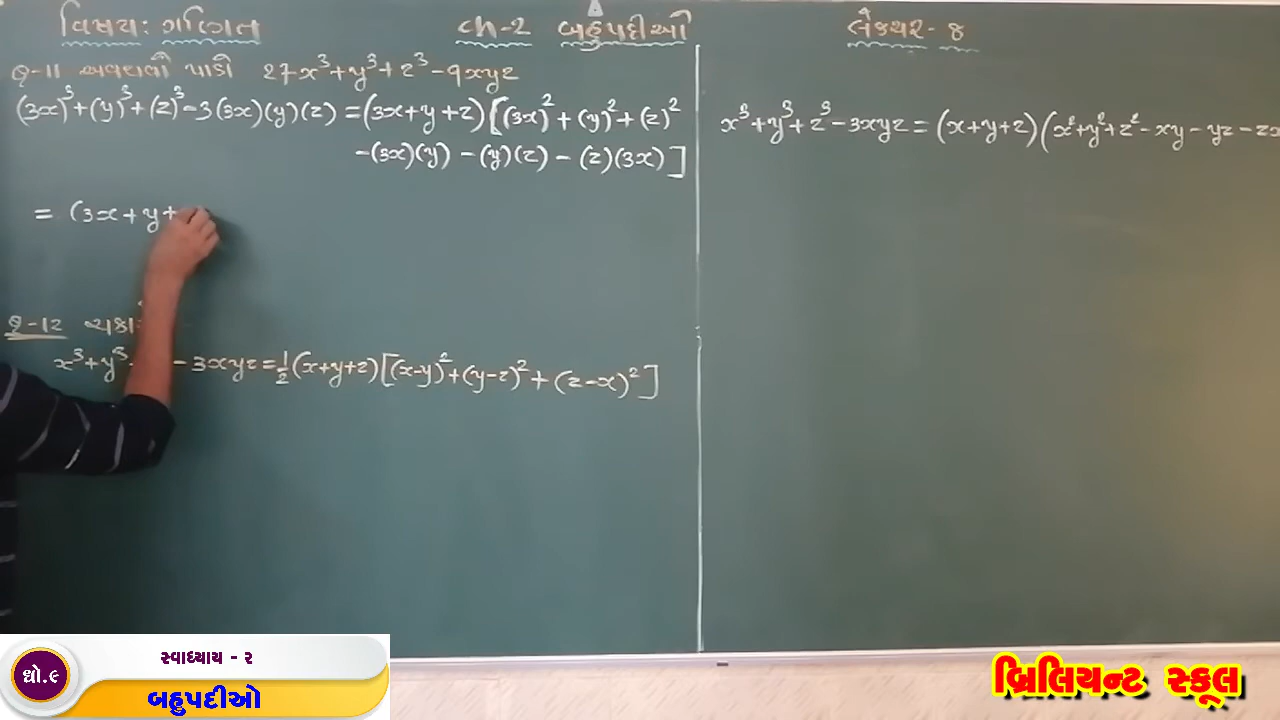 વિષય: ગણિત ch-2 બહુપદીઓ લેક્ચર - 8
Q-11 અવયવો પાડો 27x³+y³+z³-9xyz
(3x)³+(y)³+(z)³-3(3x)(y)(z) =(3x+y+z)[(3x)²+(y)²+(z)²
-(3x)(y) -(y)(z) - (z)(3x)]
x³+y³+z³-3xyz=(x+y+z)(x²+y²+z²-xy-yz-zx
= (3x+y+
Q-12 ચકા
x³+y³ -3xyz=½(x+y+z)[(x-y)²+(y-z)²+(z-x)²]
ધો.૯
સ્વાધ્યાય - ૨
બહુપદીઓ
બ્રિલિયન્ટ સ્કૂલ